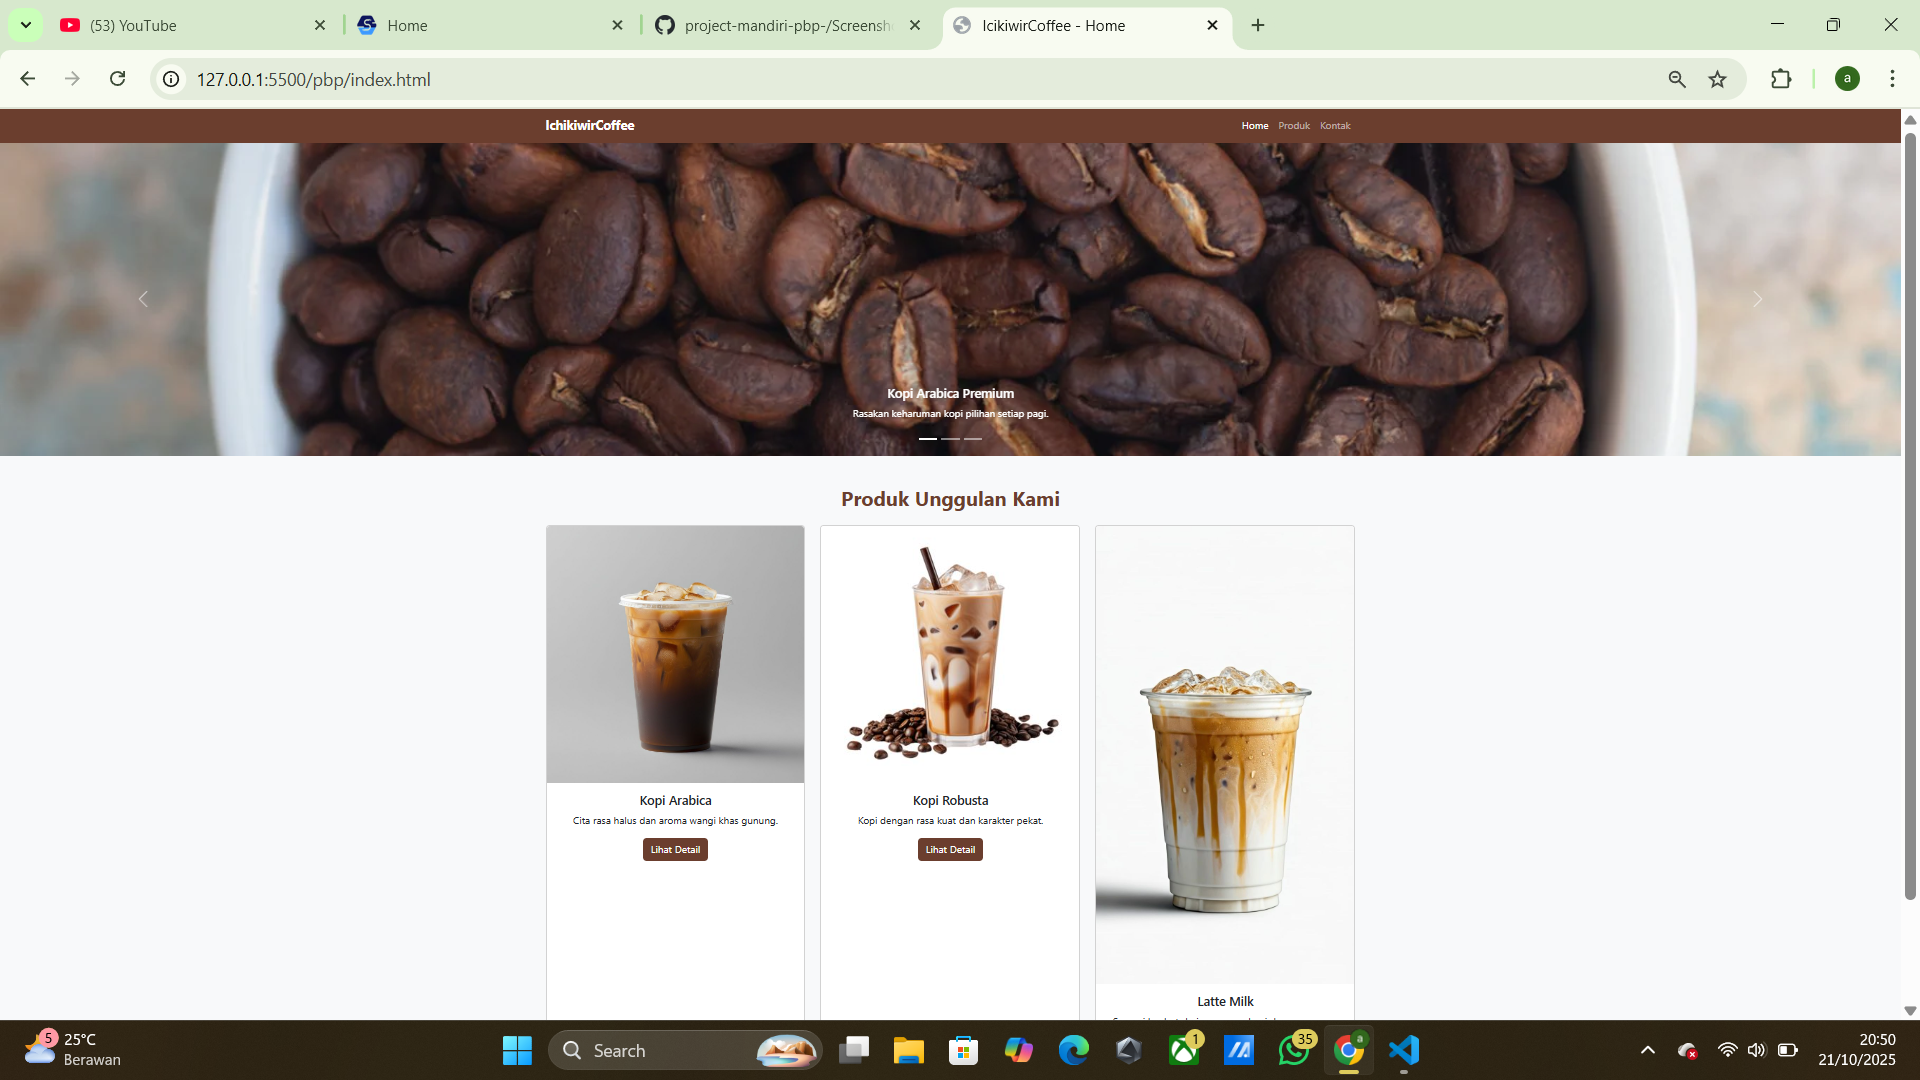 (53) YouTube
Home
project-mandiri-pbp-/Screensh
IcikiwirCoffee - Home
127.0.0.1:5500/pbp/index.html
a
IchikiwirCoffee
Home
Produk
Kontak
Kopi Arabica Premium
Rasakan keharuman kopi pilihan setiap pagi.
Produk Unggulan Kami
Kopi Arabica
Cita rasa halus dan aroma wangi khas gunung.
Lihat Detail
Kopi Robusta
Kopi dengan rasa kuat dan karakter pekat.
Lihat Detail
Latte Milk
5
25°C
Berawan
Search
1
35
a
20:50
21/10/2025